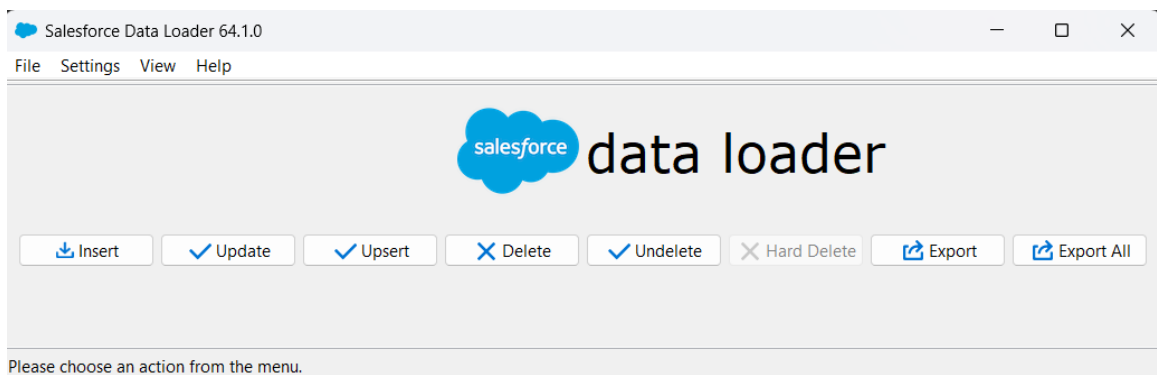 Salesforce Data Loader 64.1.0
File Settings View Help
salesforce data loader
Insert Update Upsert Delete Undelete Hard Delete Export Export All
Please choose an action from the menu.